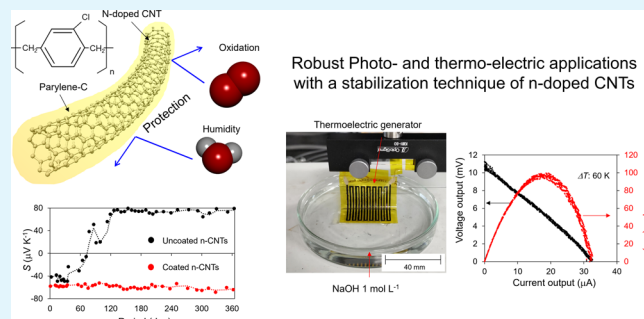 Cl
N-doped CNT
CH₂
CH₂
n
Oxidation
Parylene-C
Protection
Humidity
Robust Photo- and thermo-electric applications
with a stabilization technique of n-doped CNTs
Thermoelectric generator
40 mm
NaOH 1 mol L⁻¹
80
40
0
-40
-80
S (μV K⁻¹)
Uncoated n-CNTs
Coated n-CNTs
0 60 120 180 240 300 360
12
10
8
6
4
2
0
Voltage output (mV)
ΔT: 60 K
120
100
80
60
40
20
0
0 10 20 30 40
Current output (μA)